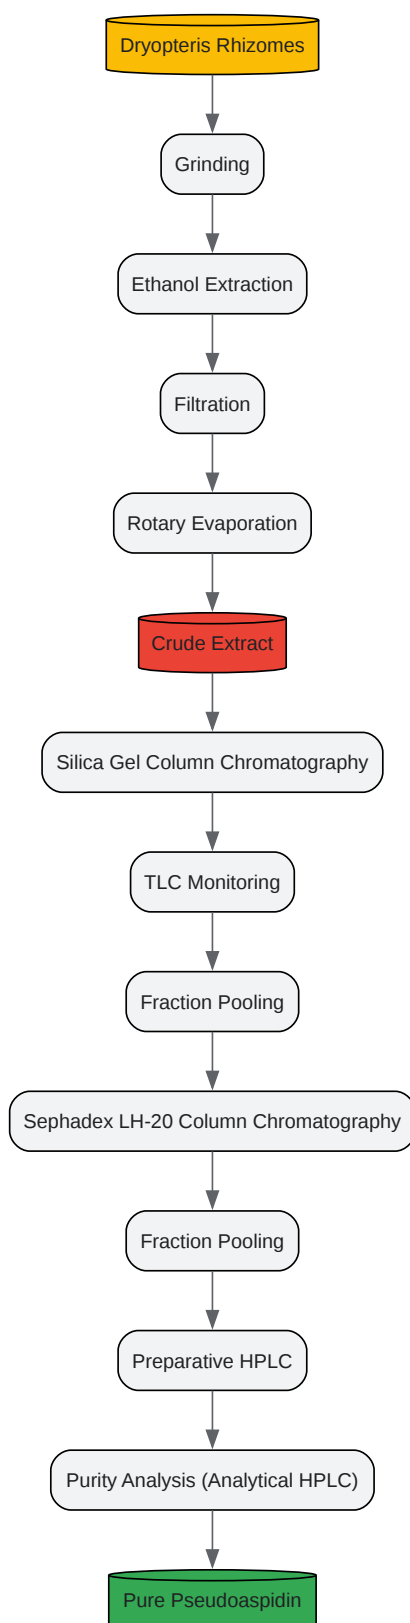 Dryopteris Rhizomes
Grinding
Ethanol Extraction
Filtration
Rotary Evaporation
Crude Extract
Silica Gel Column Chromatography
TLC Monitoring
Fraction Pooling
Sephadex LH-20 Column Chromatography
Fraction Pooling
Preparative HPLC
Purity Analysis (Analytical HPLC)
Pure Pseudoaspidin